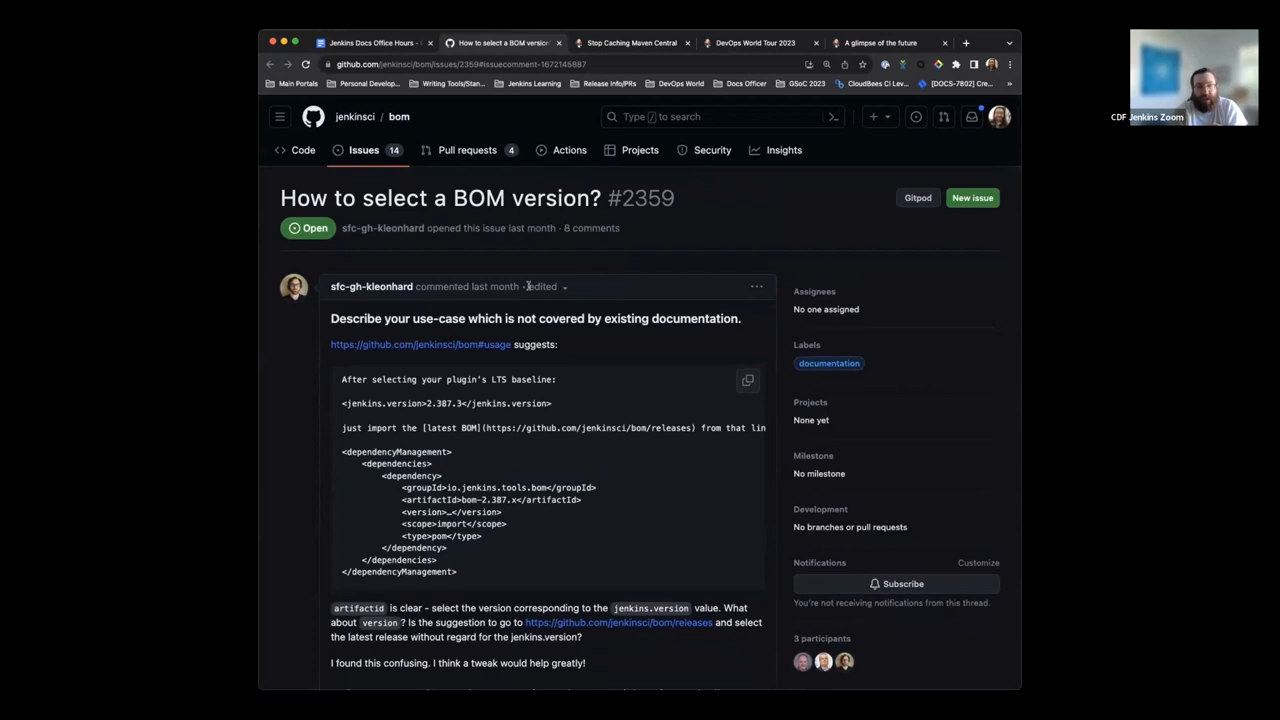 Jenkins Docs Office Hours -
How to select a BOM version
Stop Caching Maven Central
DevOps World Tour 2023
A glimpse of the future
github.com/jenkinsci/bom/issues/2359#issuecomment-1672145887
Main Portals
Personal Develop...
Writing Tools/Stan...
Jenkins Learning
Release Info/PRs
DevOps World
Docs Officer
GSoC 2023
CloudBees CI Lev...
[DOCS-7802] Cre...
jenkinsci / bom
Type / to search
Code
Issues 14
Pull requests 4
Actions
Projects
Security
Insights
How to select a BOM version? #2359
Gitpod
New issue
Open
sfc-gh-kleonhard opened this issue last month · 8 comments
sfc-gh-kleonhard commented last month · edited
Describe your use-case which is not covered by existing documentation.
https://github.com/jenkinsci/bom#usage suggests:
After selecting your plugin's LTS baseline:
<jenkins.version>2.387.3</jenkins.version>
just import the [latest BOM](https://github.com/jenkinsci/bom/releases) from that lin
<dependencyManagement>
<dependencies>
<dependency>
<groupId>io.jenkins.tools.bom</groupId>
<artifactId>bom-2.387.x</artifactId>
<version>…</version>
<scope>import</scope>
<type>pom</type>
</dependency>
</dependencies>
</dependencyManagement>
artifactid is clear - select the version corresponding to the jenkins.version value. What
about version? Is the suggestion to go to https://github.com/jenkinsci/bom/releases and select
the latest release without regard for the jenkins.version?
I found this confusing. I think a tweak would help greatly!
Assignees
No one assigned
Labels
documentation
Projects
None yet
Milestone
No milestone
Development
No branches or pull requests
Notifications
Customize
Subscribe
You're not receiving notifications from this thread.
3 participants
CDF Jenkins Zoom